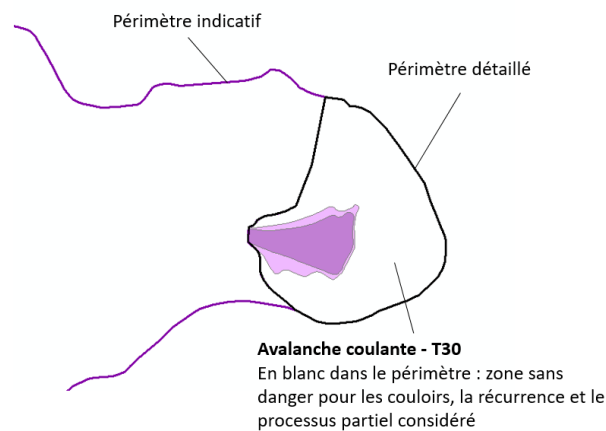 Périmètre indicatif
Périmètre détaillé
Avalanche coulante - T30
En blanc dans le périmètre : zone sans
danger pour les couloirs, la récurrence et le
processus partiel considéré